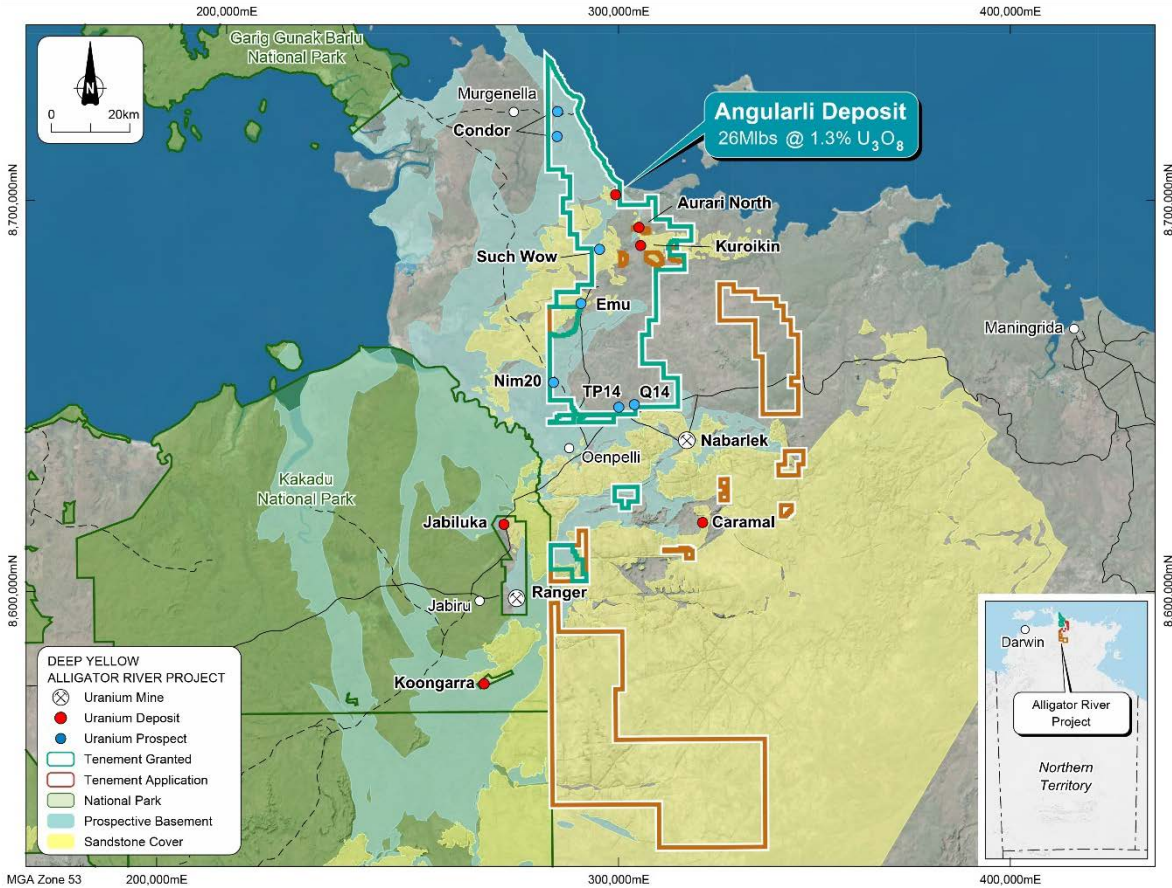 200,000mE
300,000mE
400,000mE
Garig Gunak Barlu
National Park
N
0
20km
Murgenella
Condor
Angularli Deposit
26Mlbs @ 1.3% U3O8
8,700,000mN
8,700,000mN
Aurari North
Kuroikin
Such Wow
Emu
Maningrida
Nim20
TP14
Q14
Nabarlek
Oenpelli
Kakadu
National Park
Jabiluka
Caramal
Ranger
Jabiru
8,600,000mN
8,600,000mN
Koongarra
DEEP YELLOW
ALLIGATOR RIVER PROJECT
Uranium Mine
Uranium Deposit
Uranium Prospect
Tenement Granted
Tenement Application
National Park
Prospective Basement
Sandstone Cover
Darwin
Alligator River
Project
Northern
Territory
MGA Zone 53
200,000mE
300,000mE
400,000mE